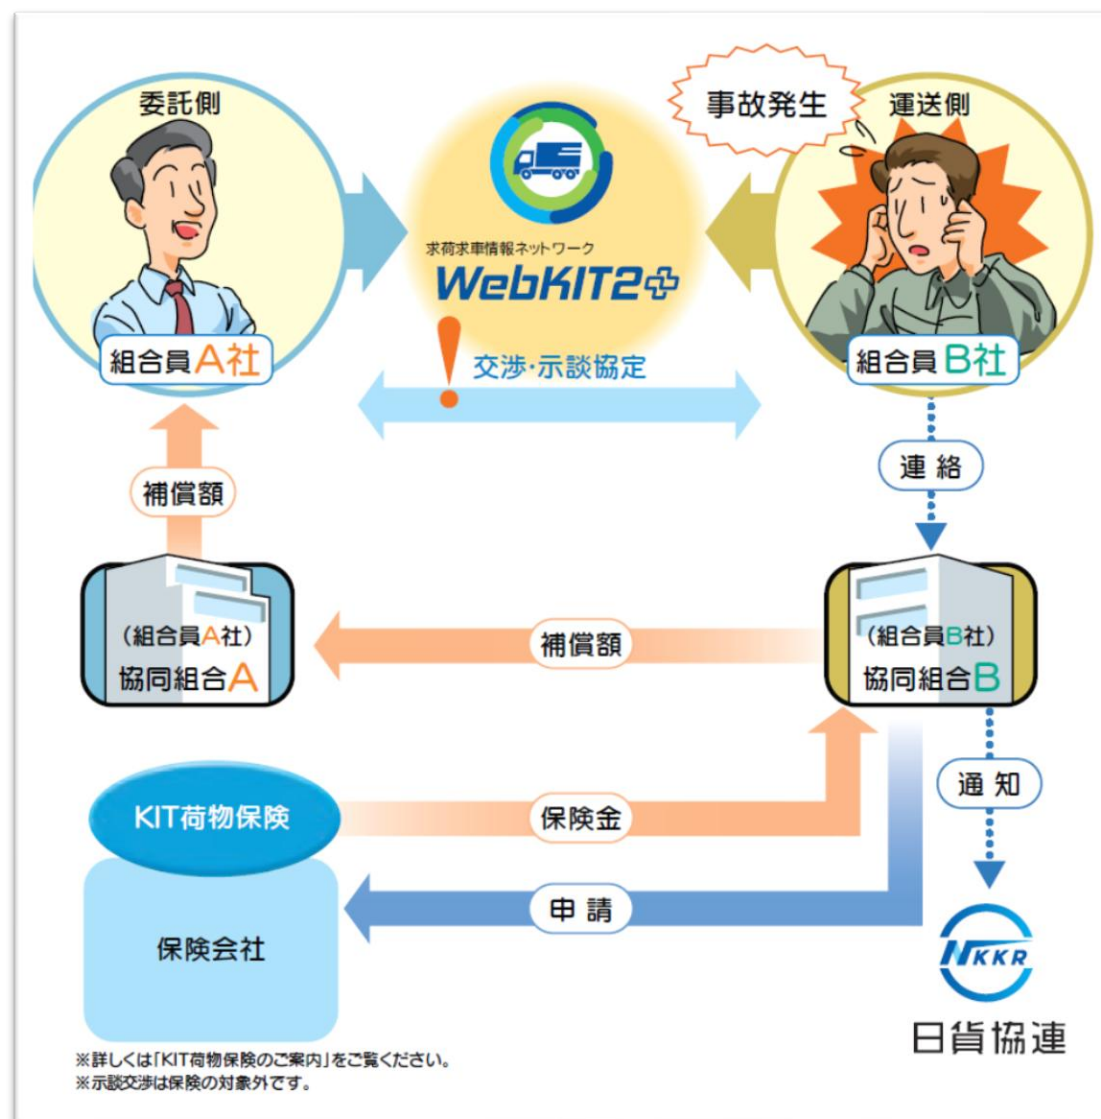 委託側
事故発生
運送側
求荷求車情報ネットワーク
WebKIT2+
組合員A社
!
交渉・示談協定
組合員B社
連絡
補償額
(組合員A社)
協同組合A
補償額
(組合員B社)
協同組合B
通知
KIT荷物保険
保険金
申請
保険会社
NKKR
日貨協連
※詳しくは「KIT荷物保険のご案内」をご覧ください。
※示談交渉は保険の対象外です。